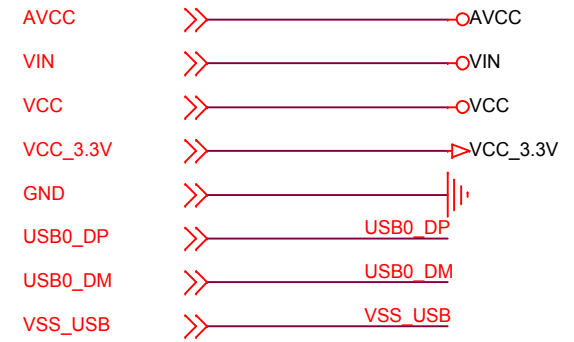 AVCC AVCC
VIN VIN
VCC VCC
VCC_3.3V VCC_3.3V
GND
USB0_DP USB0_DP
USB0_DM USB0_DM
VSS_USB VSS_USB